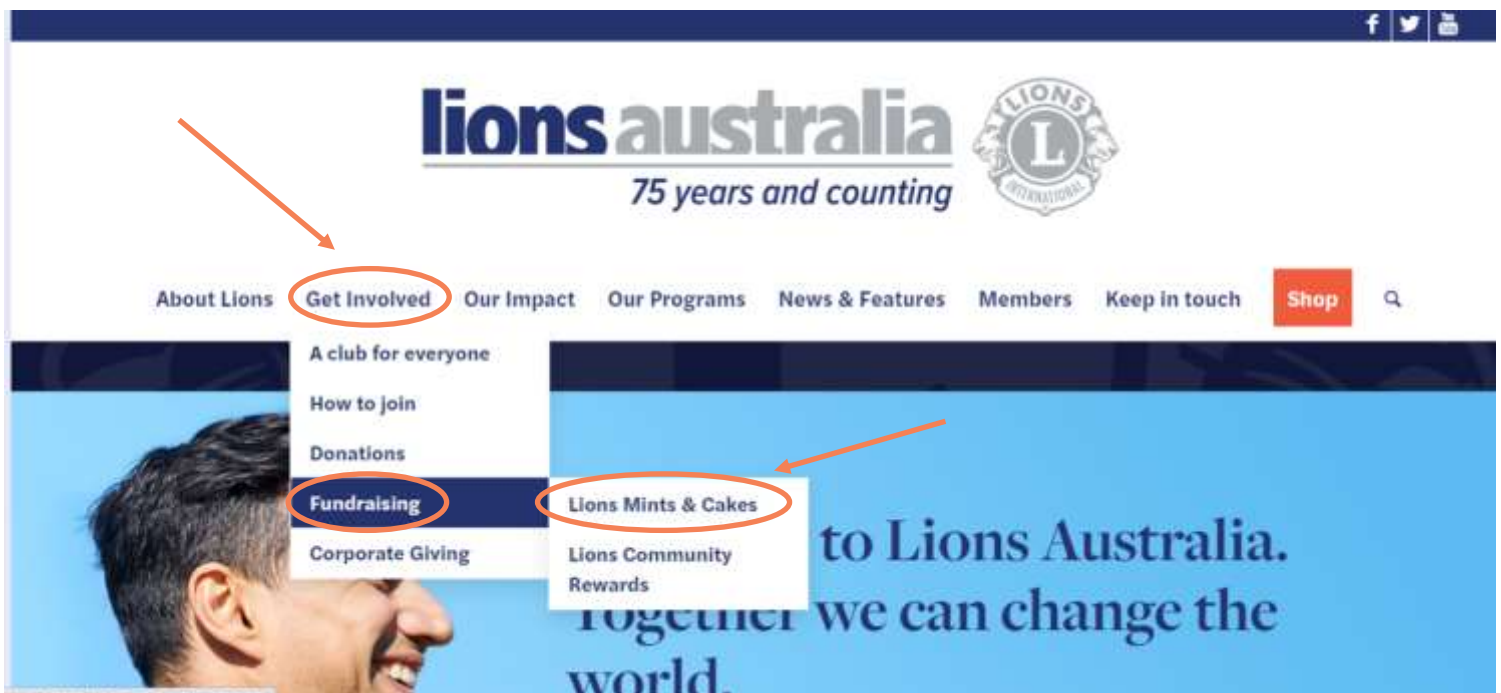 f
You
lions australia
75 years and counting
LIONS
L
INTERNATIONAL
About Lions Get Involved Our Impact Our Programs News & Features Members Keep in touch Shop
A club for everyone
How to join
Donations
Fundraising
Corporate Giving
Lions Mints & Cakes
Lions Community
Rewards
to Lions Australia.
Together we can change the
world.